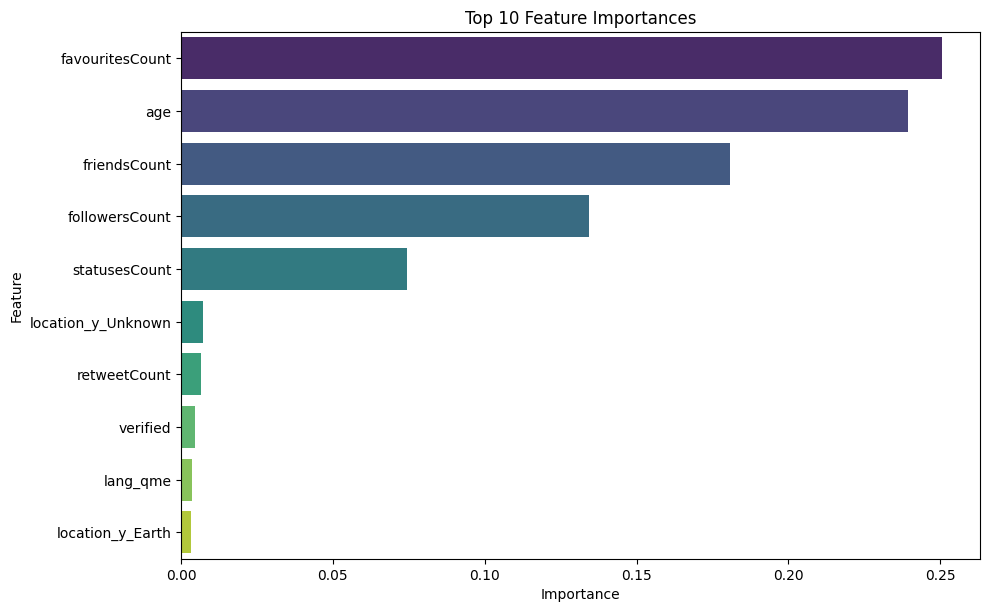 Top 10 Feature Importances
Feature
favouritesCount
age
friendsCount
followersCount
statusesCount
location_y_Unknown
retweetCount
verified
lang_qme
location_y_Earth
0.00 0.05 0.10 0.15 0.20 0.25
Importance